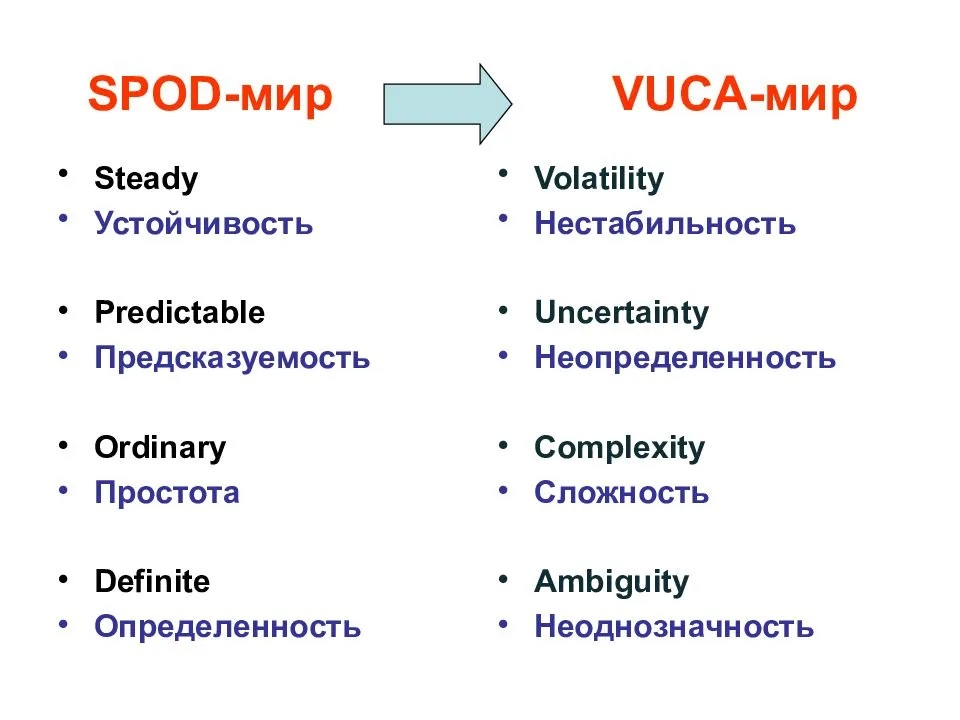 SPOD-мир
VUCA-мир
• Steady
• Устойчивость
• Predictable
• Предсказуемость
• Ordinary
• Простота
• Definite
• Определенность
• Volatility
• Нестабильность
• Uncertainty
• Неопределенность
• Complexity
• Сложность
• Ambiguity
• Неоднозначность